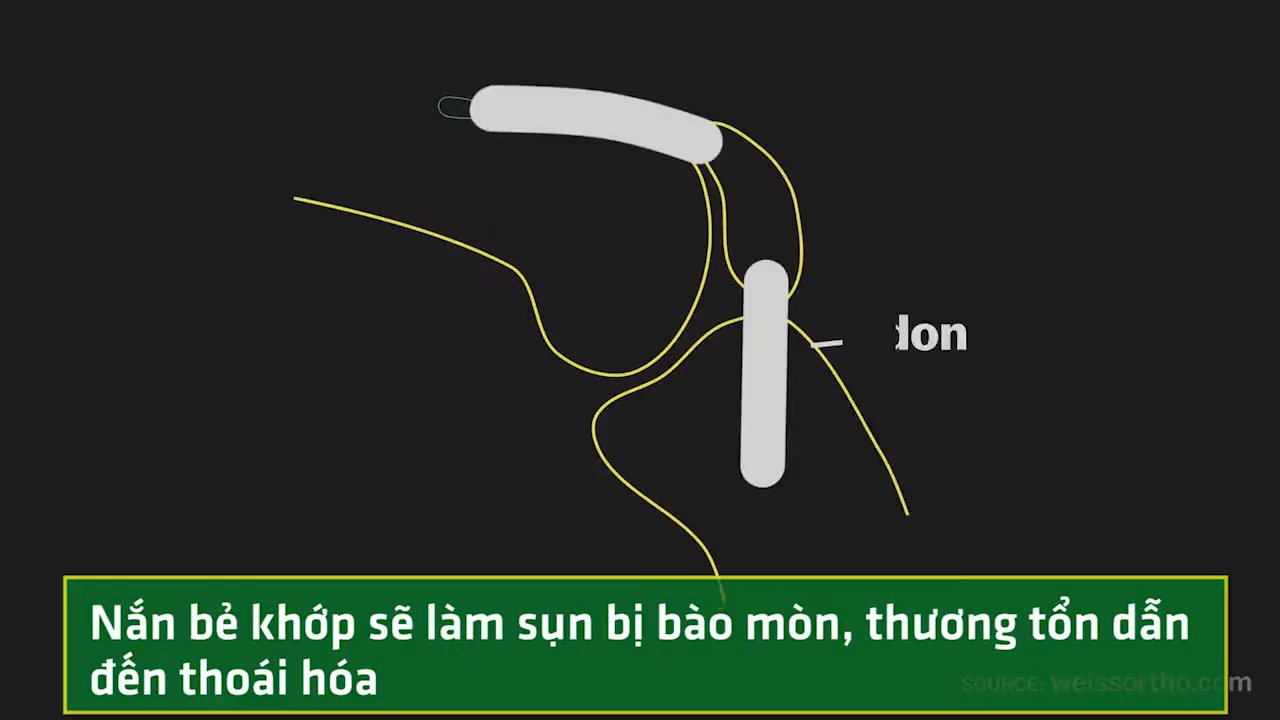 don
Nắn bẻ khớp sẽ làm sụn bị bào mòn, thương tổn dẫn
đến thoái hóa
SOURCE: weissortho.com